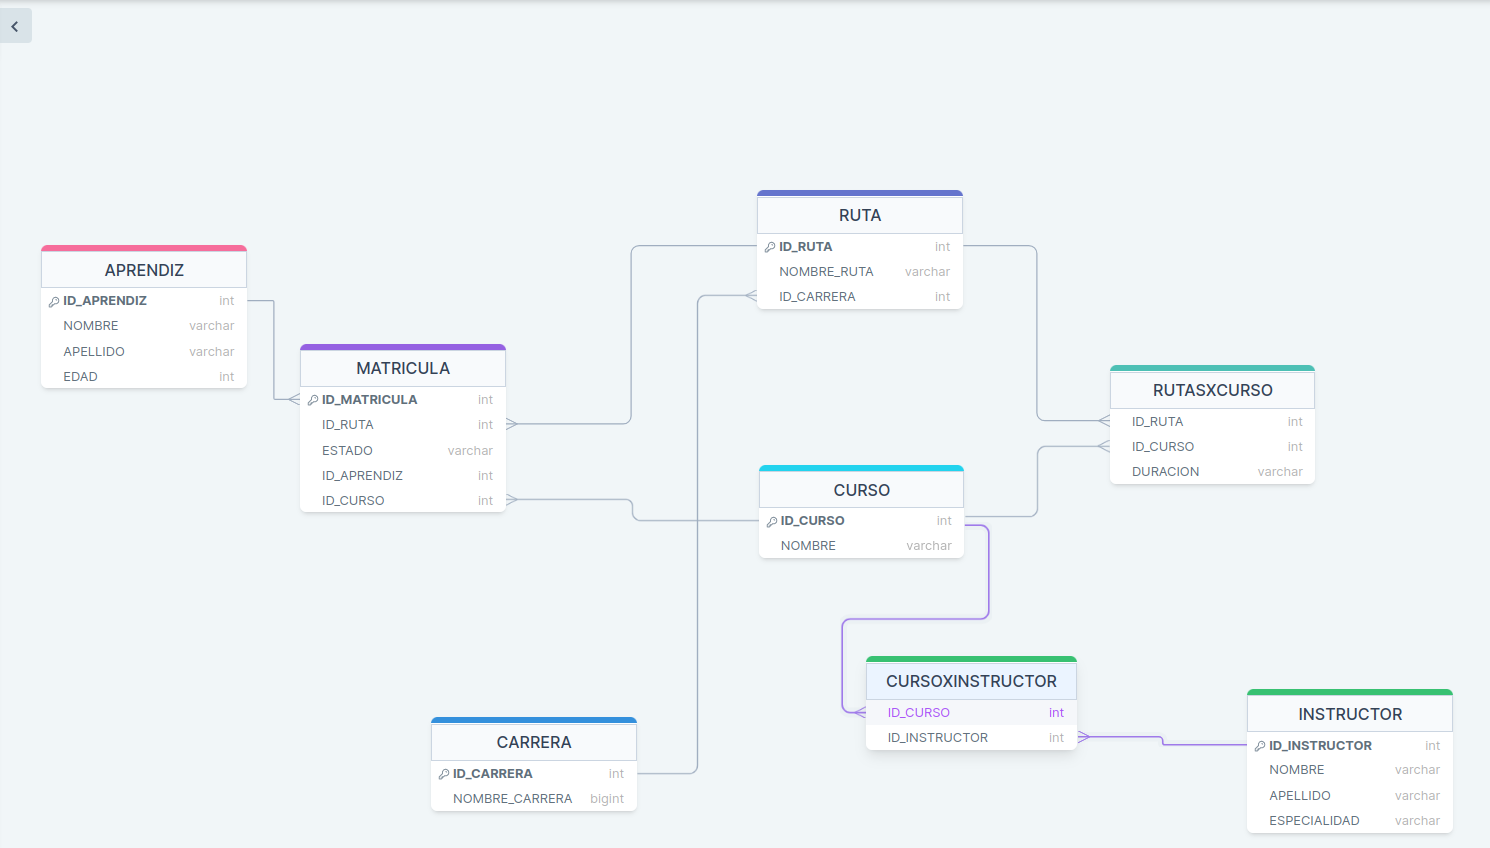 RUTA
ID_RUTA int
NOMBRE_RUTA varchar
ID_CARRERA int
APRENDIZ
ID_APRENDIZ int
NOMBRE varchar
APELLIDO varchar
EDAD int
MATRICULA
ID_MATRICULA int
ID_RUTA int
ESTADO varchar
ID_APRENDIZ int
ID_CURSO int
RUTASXCURSO
ID_RUTA int
ID_CURSO int
DURACION varchar
CURSO
ID_CURSO int
NOMBRE varchar
CURSOXINSTRUCTOR
ID_CURSO int
ID_INSTRUCTOR int
INSTRUCTOR
ID_INSTRUCTOR int
NOMBRE varchar
APELLIDO varchar
ESPECIALIDAD varchar
CARRERA
ID_CARRERA int
NOMBRE_CARRERA bigint